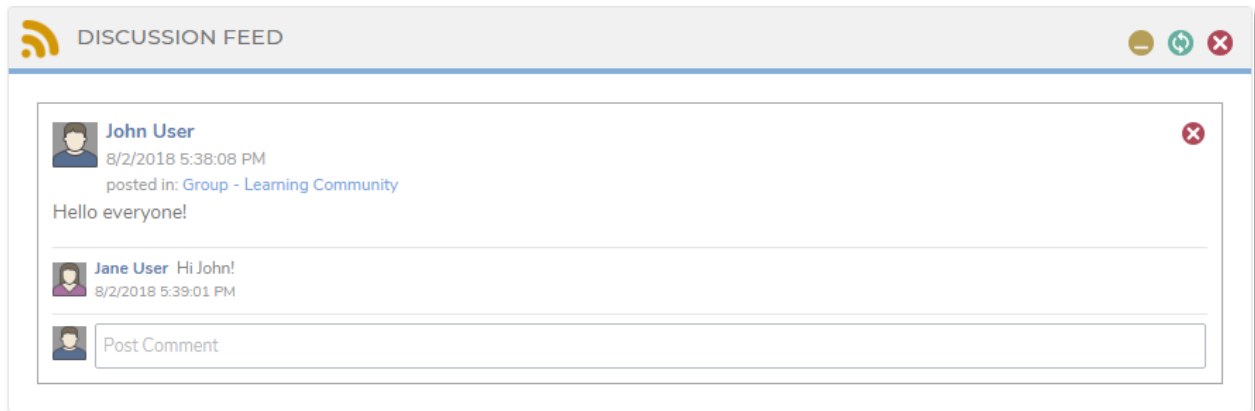 DISCUSSION FEED
John User
8/2/2018 5:38:08 PM
posted in: Group - Learning Community
Hello everyone!
Jane User Hi John!
8/2/2018 5:39:01 PM
Post Comment